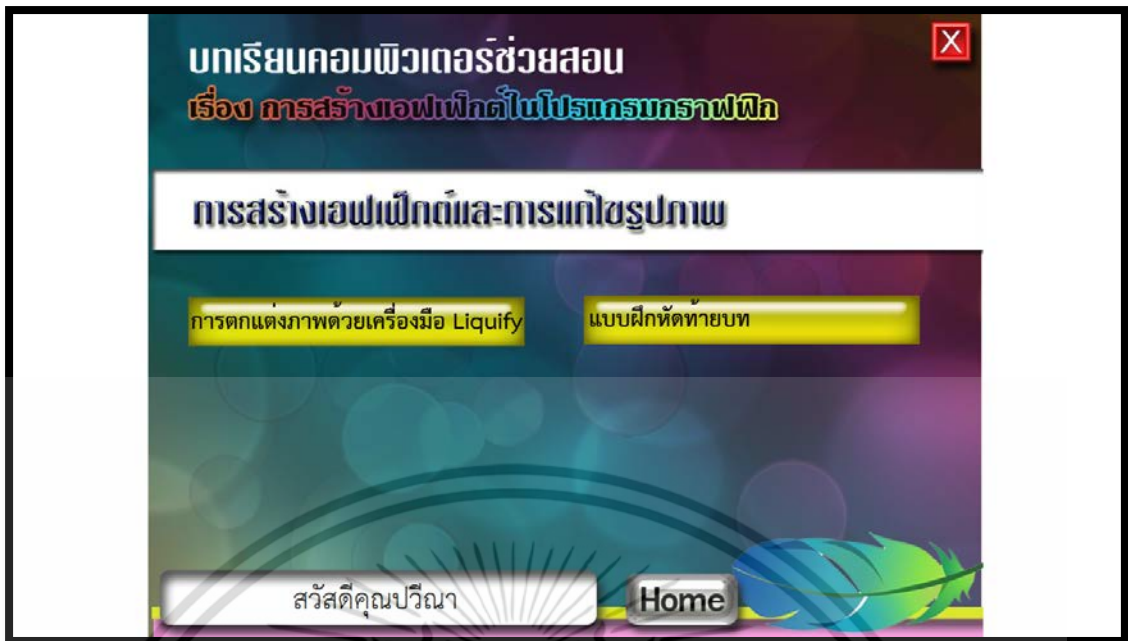 บทเรียนคอมพิวเตอร์ช่วยสอน
X
เรื่อง การสร้างเอฟเฟ็กต์ในโปรแกรมกราฟฟิก
การสร้างเอฟเฟ็กต์และการแก้ไขรูปภาพ
การตกแต่งภาพด้วยเครื่องมือ Liquify
แบบฝึกหัดท้ายบท
สวัสดีคุณปวีณา
Home